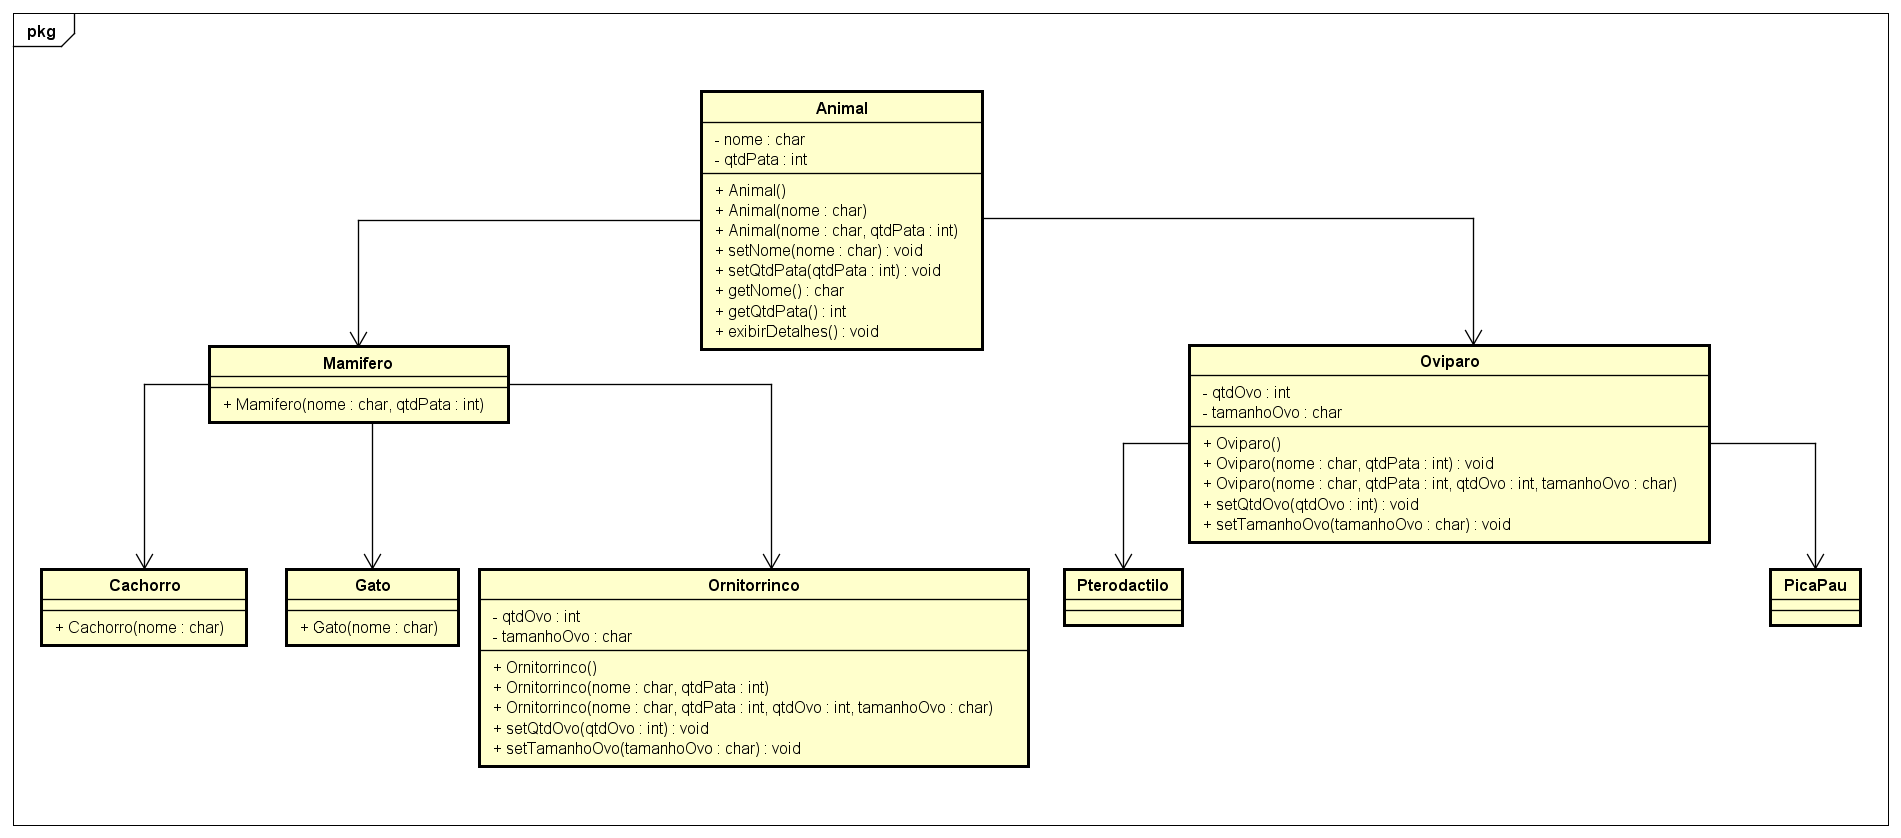 pkg
Animal
- nome : char
- qtdPata : int
+ Animal()
+ Animal(nome : char)
+ Animal(nome : char, qtdPata : int)
+ setNome(nome : char) : void
+ setQtdPata(qtdPata : int) : void
+ getNome() : char
+ getQtdPata() : int
+ exibirDetalhes() : void
Mamifero
+ Mamifero(nome : char, qtdPata : int)
Oviparo
- qtdOvo : int
- tamanhoOvo : char
+ Oviparo()
+ Oviparo(nome : char, qtdPata : int) : void
+ Oviparo(nome : char, qtdPata : int, qtdOvo : int, tamanhoOvo : char)
+ setQtdOvo(qtdOvo : int) : void
+ setTamanhoOvo(tamanhoOvo : char) : void
Cachorro
+ Cachorro(nome : char)
Gato
+ Gato(nome : char)
Ornitorrinco
- qtdOvo : int
- tamanhoOvo : char
+ Ornitorrinco()
+ Ornitorrinco(nome : char, qtdPata : int)
+ Ornitorrinco(nome : char, qtdPata : int, qtdOvo : int, tamanhoOvo : char)
+ setQtdOvo(qtdOvo : int) : void
+ setTamanhoOvo(tamanhoOvo : char) : void
Pterodactilo
PicaPau